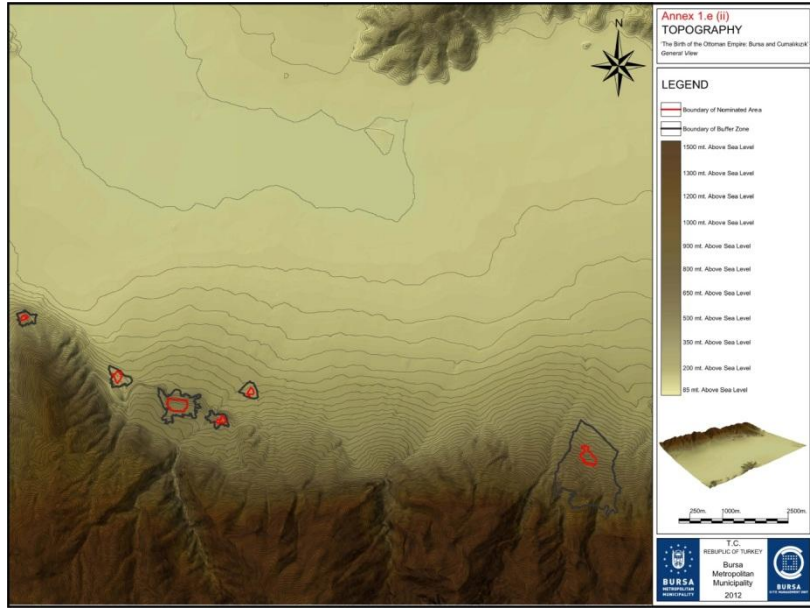 Annex 1.e (ii)
TOPOGRAPHY
'The Birth of the Ottoman Empire: Bursa and Cumalıkızık'
General View
N
LEGEND
Boundary of Nominated Area
Boundary of Buffer Zone
1500 mt. Above Sea Level
1300 mt. Above Sea Level
1200 mt. Above Sea Level
1000 mt. Above Sea Level
900 mt. Above Sea Level
800 mt. Above Sea Level
650 mt. Above Sea Level
500 mt. Above Sea Level
350 mt. Above Sea Level
200 mt. Above Sea Level
85 mt. Above Sea Level
250m. 1000m. 2500m.
BURSA
METROPOLITAN
MUNICIPALITY
T.C.
REBUPLIC OF TURKEY
Bursa
Metropolitan
Municipality
2012
BURSA